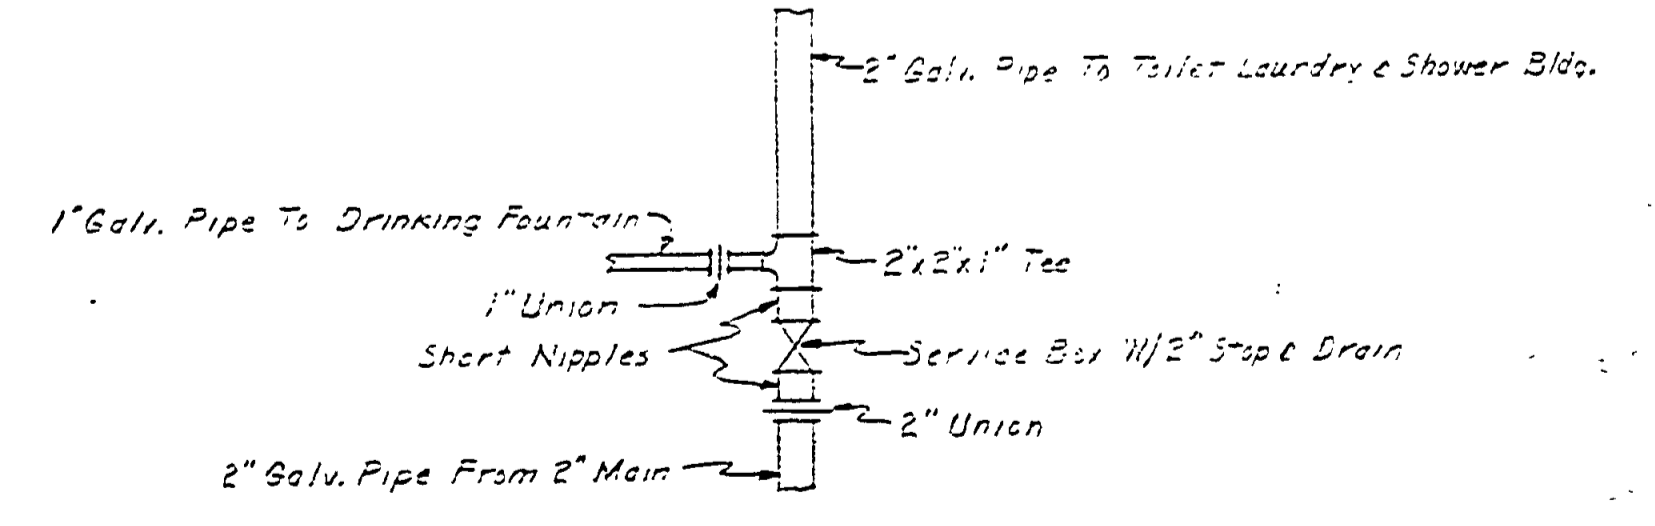 2" Galv. Pipe To Toilet Laundry & Shower Bldg.
1" Galv. Pipe To Drinking Fountain
2"x2"x1" Tee
1" Union
Short Nipples
Service Box W/2" Stop & Drain
2" Union
2" Galv. Pipe From 2" Main